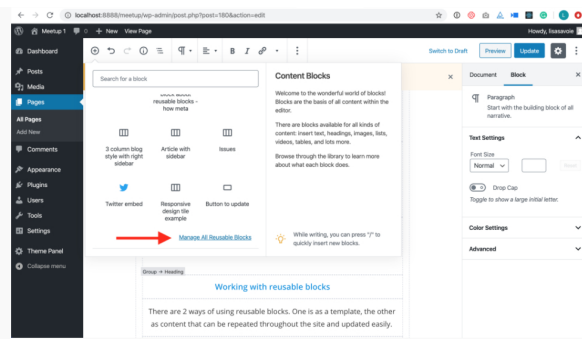 localhost:8888/meetup/wp-admin/post.php?post=180&action=edit
Meetup 1 1 0 + New View Page Howdy, lisasavoie
Dashboard
Posts
Media
Pages
All Pages
Add New
Comments
Appearance
Plugins
Users
Tools
Settings
Theme Panel
Collapse menu
B I
Switch to Draft Preview Update
Search for a block
reusable blocks -
how meta
3 column blog
style with right
sidebar
Article with
sidebar
Issues
Twitter embed
Responsive
design tile
example
Button to update
Manage All Reusable Blocks
Content Blocks
Welcome to the wonderful world of blocks!
Blocks are the basis of all content within the
editor.
There are blocks available for all kinds of
content: insert text, headings, images, lists,
videos, tables, and lots more.
Browse through the library to learn more
about what each block does.
While writing, you can press "/" to
quickly insert new blocks.
Group → Heading
Working with reusable blocks
There are 2 ways of using reusable blocks. One is as a template, the other
as content that can be repeated throughout the site and updated easily.
Document Block
Paragraph
Start with the building block of all
narrative.
Text Settings
Font Size
Normal
Reset
Drop Cap
Toggle to show a large initial letter.
Color Settings
Advanced